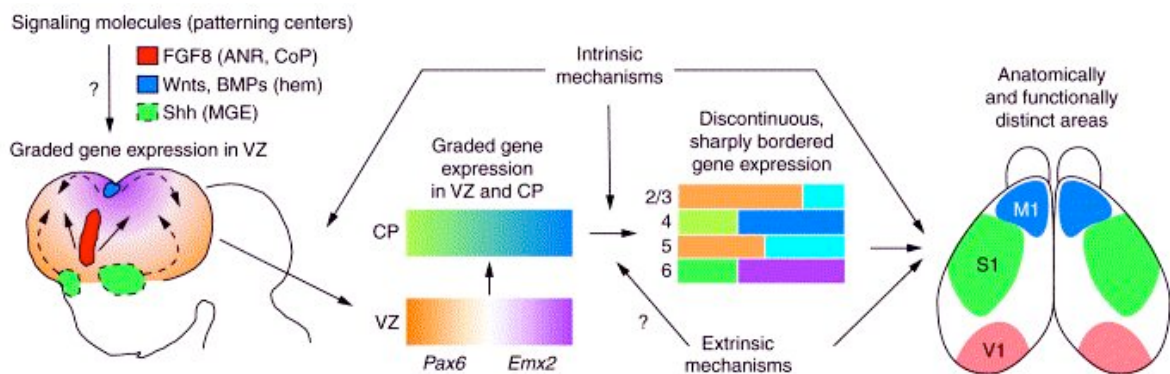 Signaling molecules (patterning centers)
FGF8 (ANR, CoP)
Wnts, BMPs (hem)
Shh (MGE)
?
Graded gene expression in VZ
Intrinsic
mechanisms
Graded gene
expression
in VZ and CP
CP
VZ
Pax6 Emx2
Discontinuous,
sharply bordered
gene expression
2/3
4
5
6
?
Extrinsic
mechanisms
Anatomically
and functionally
distinct areas
M1
S1
V1